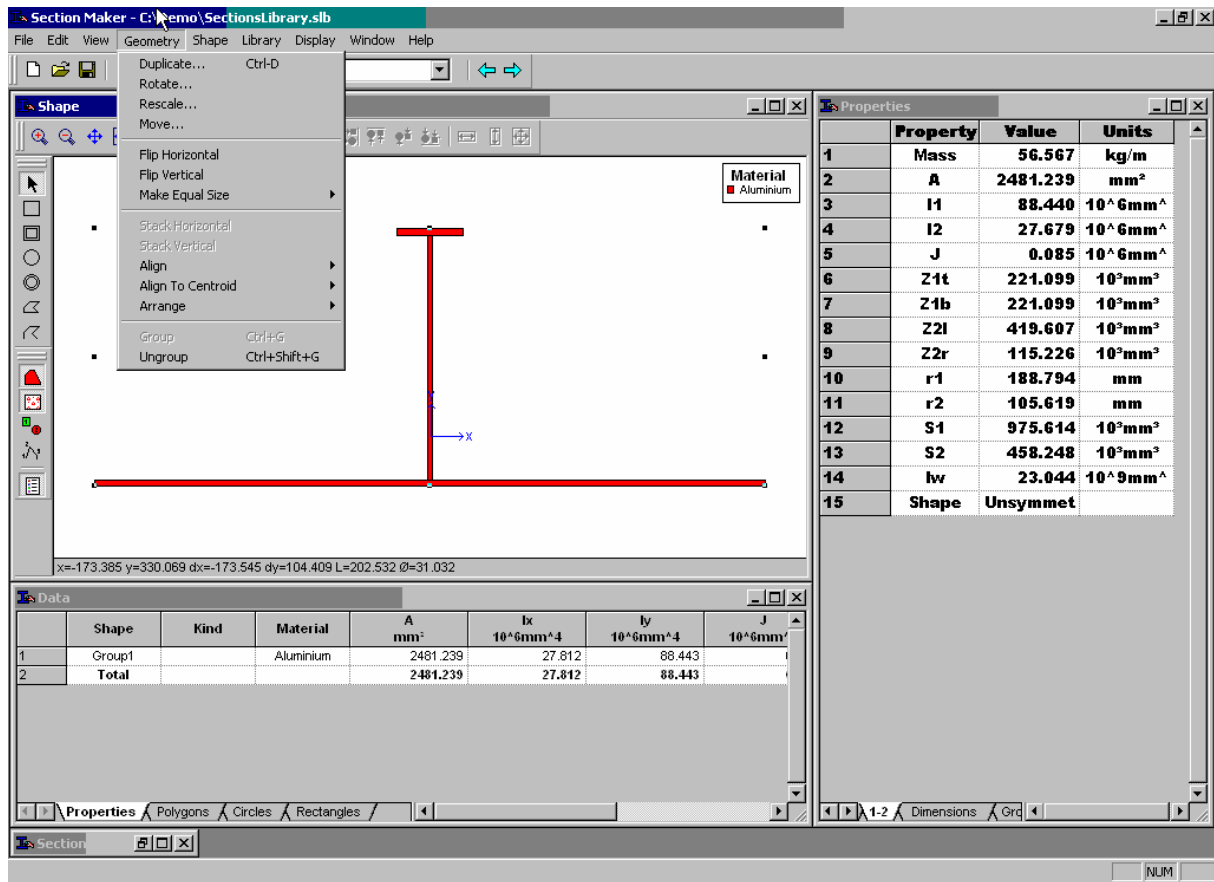 Section Maker - C:\Demo\SectionsLibrary.slb
File Edit View Geometry Shape Library Display Window Help
Duplicate... Ctrl-D
Rotate...
Rescale...
Move...
Flip Horizontal
Flip Vertical
Make Equal Size
Stack Horizontal
Stack Vertical
Align
Align To Centroid
Arrange
Group Ctrl+G
Ungroup Ctrl+Shift+G
Shape
Material
Aluminium
X
x=-173.385 y=330.069 dx=-173.545 dy=104.409 L=202.532 Ø=31.032
Properties
Property Value Units
1 Mass 56.567 kg/m
2 A 2481.239 mm²
3 I1 88.440 10^6mm^
4 I2 27.679 10^6mm^
5 J 0.085 10^6mm^
6 Z1t 221.099 10³mm³
7 Z1b 221.099 10³mm³
8 Z2l 419.607 10³mm³
9 Z2r 115.226 10³mm³
10 r1 188.794 mm
11 r2 105.619 mm
12 S1 975.614 10³mm³
13 S2 458.248 10³mm³
14 Iw 23.044 10^9mm^
15 Shape Unsymmet
1-2 Dimensions Gro
Data
Shape Kind Material A Ix Iy J
mm² 10^6mm^4 10^6mm^4 10^6mm^
1 Group1 Aluminium 2481.239 27.812 88.443
2 Total 2481.239 27.812 88.443
Properties Polygons Circles Rectangles
Section
NUM